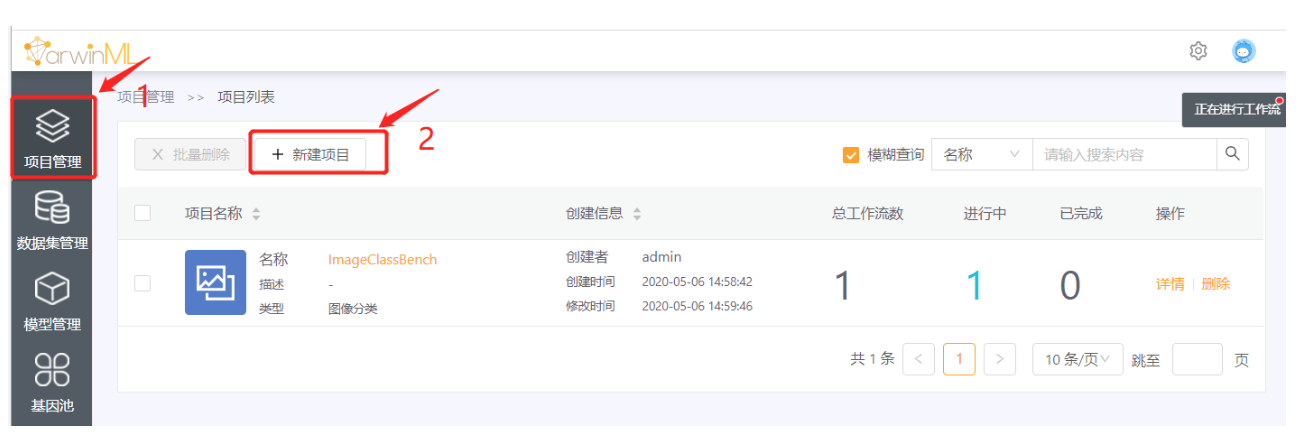 DarwinML
1
项目管理 >> 项目列表
正在进行工作流
项目管理
X 批量删除
+ 新建项目
2
模糊查询
名称
请输入搜索内容
数据集管理
项目名称
创建信息
总工作流数
进行中
已完成
操作
名称 ImageClassBench
描述 -
类型 图像分类
创建者 admin
创建时间 2020-05-06 14:58:42
修改时间 2020-05-06 14:59:46
1
1
0
详情 | 删除
模型管理
共 1 条 < 1 > 10 条/页 跳至 页
基因池